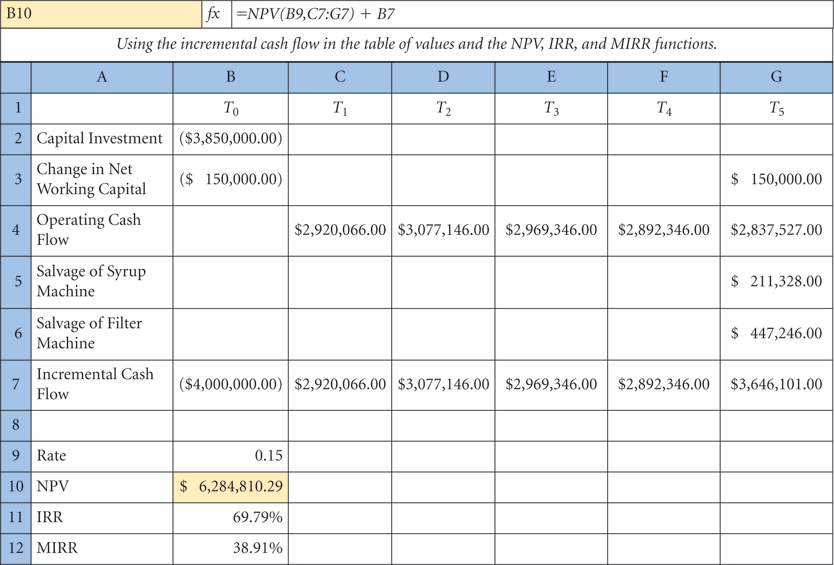 B10 fx =NPV(B9,C7:G7) + B7
Using the incremental cash flow in the table of values and the NPV, IRR, and MIRR functions.
A B C D E F G
1 T0 T1 T2 T3 T4 T5
2 Capital Investment ($3,850,000.00)
3 Change in Net
Working Capital ($ 150,000.00) $ 150,000.00
4 Operating Cash
Flow $2,920,066.00 $3,077,146.00 $2,969,346.00 $2,892,346.00 $2,837,527.00
5 Salvage of Syrup
Machine $ 211,328.00
6 Salvage of Filter
Machine $ 447,246.00
7 Incremental Cash
Flow ($4,000,000.00) $2,920,066.00 $3,077,146.00 $2,969,346.00 $2,892,346.00 $3,646,101.00
8
9 Rate 0.15
10 NPV $ 6,284,810.29
11 IRR 69.79%
12 MIRR 38.91%